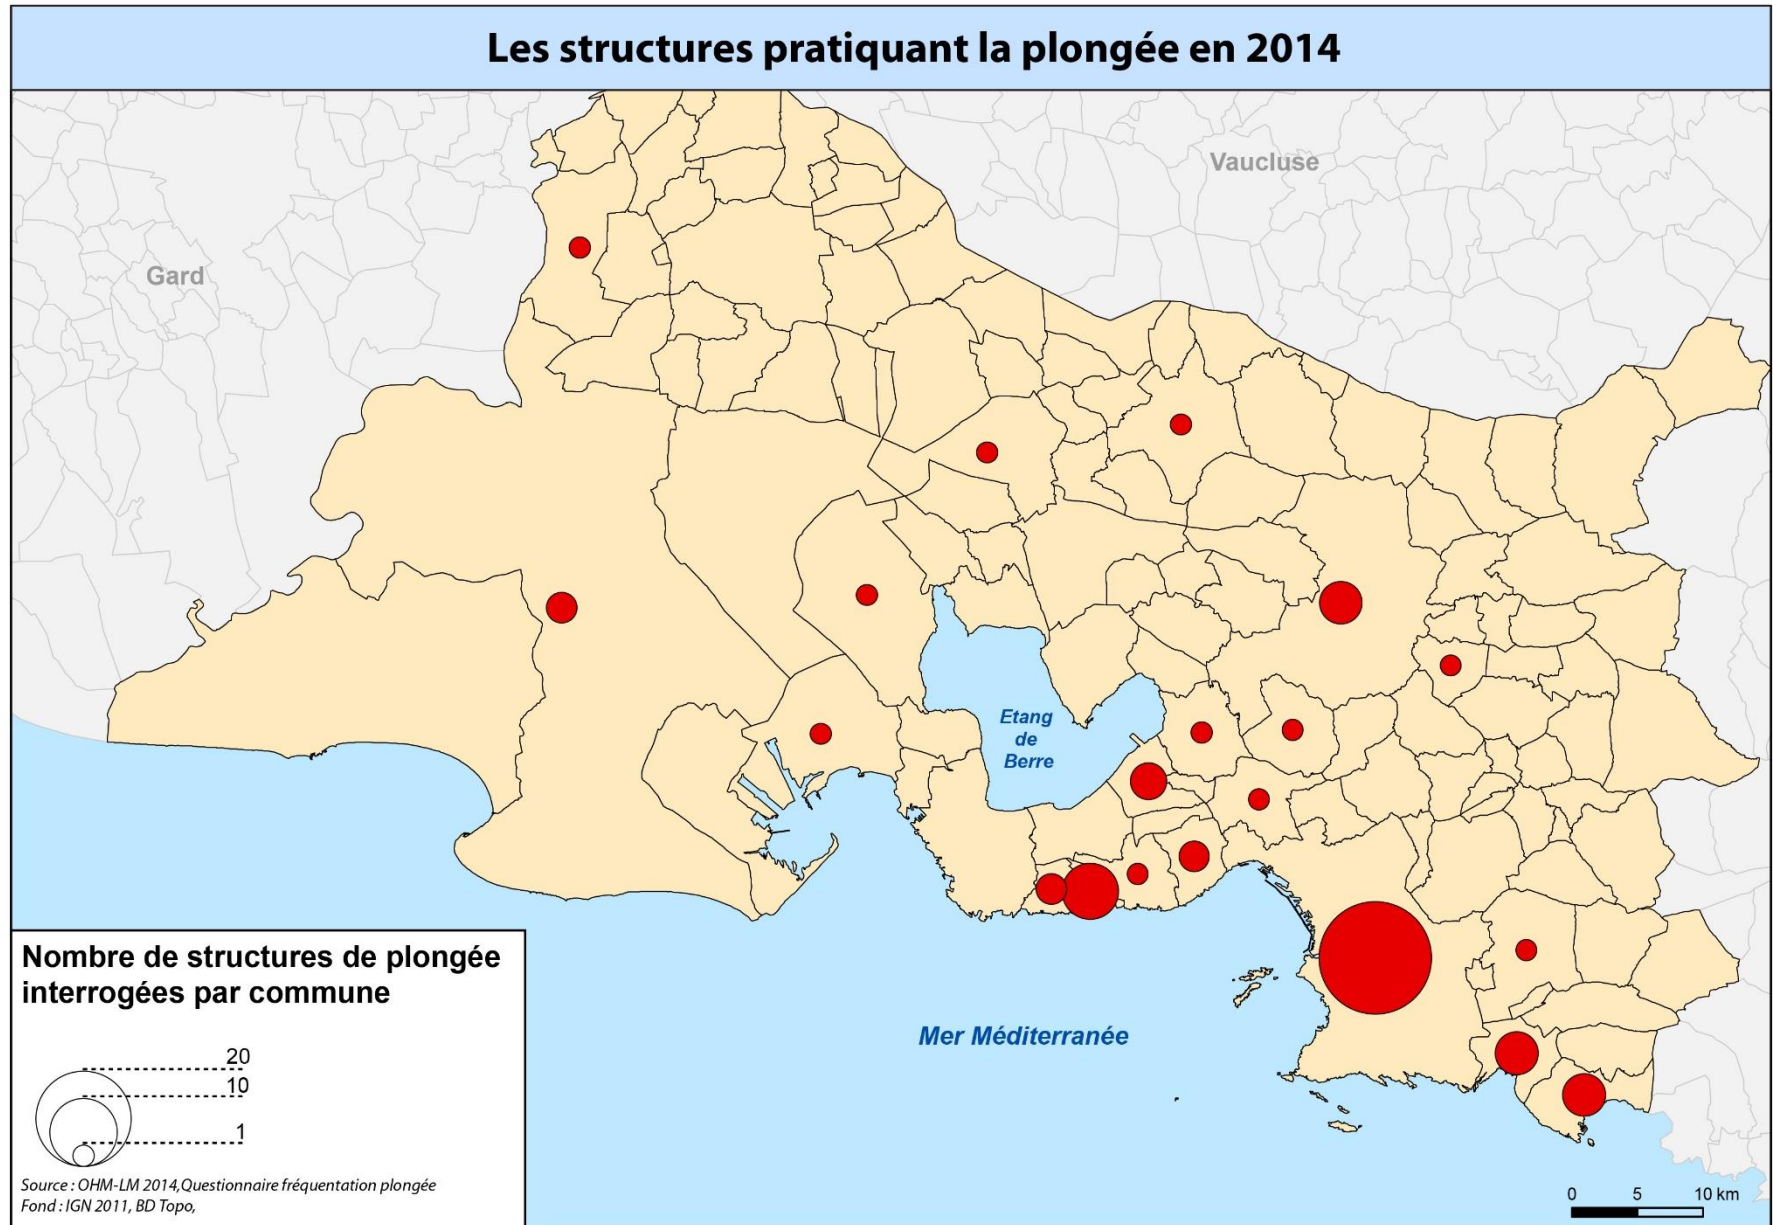 Les structures pratiquant la plongée en 2014
Vaucluse
Gard
Etang
de
Berre
Mer Méditerranée
Nombre de structures de plongée
interrogées par commune
20
10
1
Source : OHM-LM 2014,Questionnaire fréquentation plongée
Fond : IGN 2011, BD Topo,
0 5 10 km